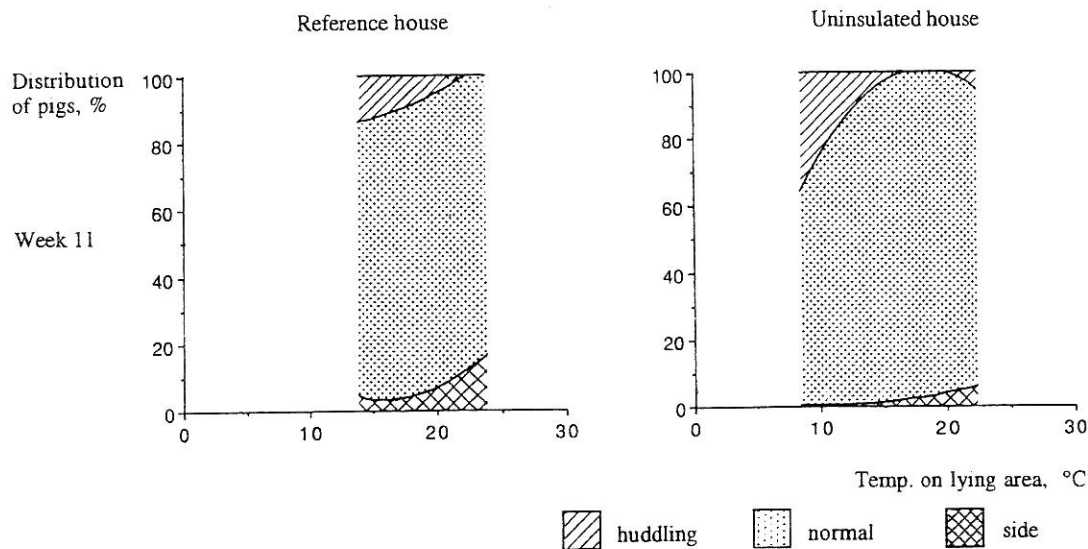 Reference house
Uninsulated house
Distribution
of pigs, %
Week 11
100
80
60
40
20
0
0
10
20
30
100
80
60
40
20
0
0
10
20
30
Temp. on lying area, °C
huddling
normal
side